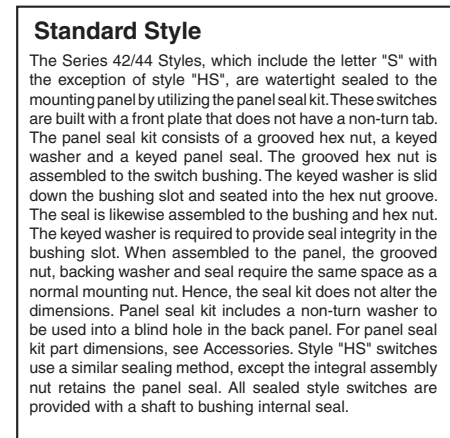 Standard Style
The Series 42/44 Styles, which include the letter "S" with
the exception of style "HS", are watertight sealed to the
mounting panel by utilizing the panel seal kit. These switches
are built with a front plate that does not have a non-turn tab.
The panel seal kit consists of a grooved hex nut, a keyed
washer and a keyed panel seal. The grooved hex nut is
assembled to the switch bushing. The keyed washer is slid
down the bushing slot and seated into the hex nut groove.
The seal is likewise assembled to the bushing and hex nut.
The keyed washer is required to provide seal integrity in the
bushing slot. When assembled to the panel, the grooved
nut, backing washer and seal require the same space as a
normal mounting nut. Hence, the seal kit does not alter the
dimensions. Panel seal kit includes a non-turn washer to
be used into a blind hole in the back panel. For panel seal
kit part dimensions, see Accessories. Style "HS" switches
use a similar sealing method, except the integral assembly
nut retains the panel seal. All sealed style switches are
provided with a shaft to bushing internal seal.